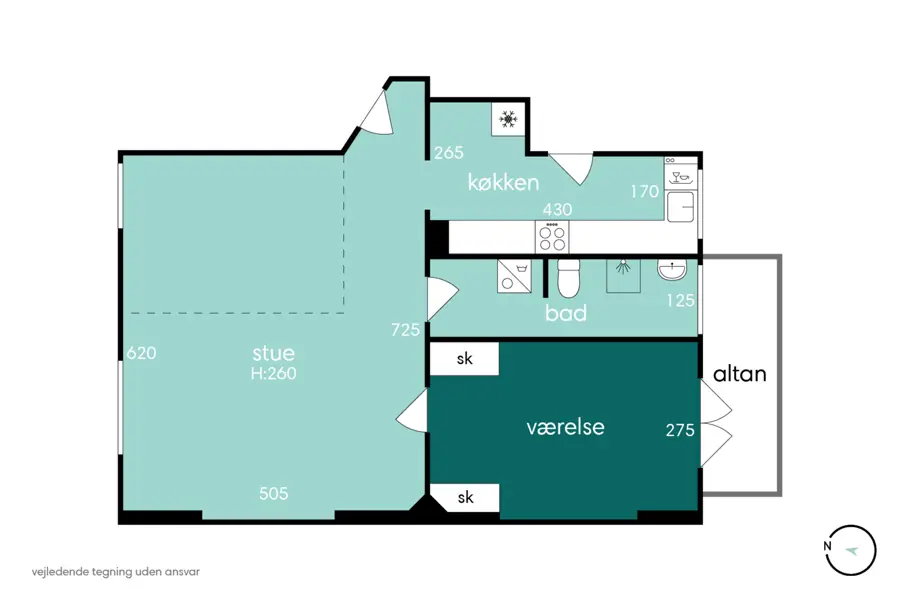 265
køkken
170
430
125
bad
725
620
stue
H:260
sk
altan
værelse
275
505
sk
N
vejledende tegning uden ansvar